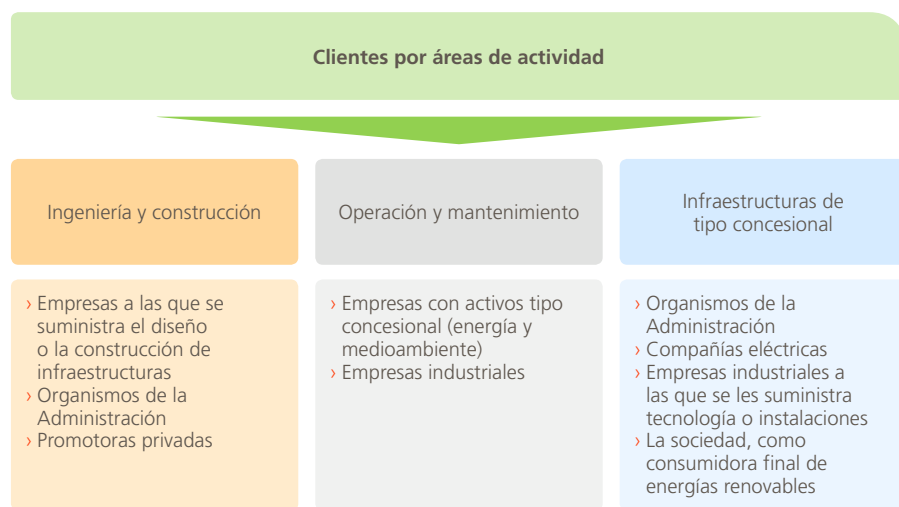 Clientes por áreas de actividad
Ingeniería y construcción
Operación y mantenimiento
Infraestructuras de
tipo concesional
› Empresas a las que se
suministra el diseño
o la construcción de
infraestructuras
› Organismos de la
Administración
› Promotoras privadas
› Empresas con activos tipo
concesional (energía y
medioambiente)
› Empresas industriales
› Organismos de la
Administración
› Compañías eléctricas
› Empresas industriales a
las que se les suministra
tecnología o instalaciones
› La sociedad, como
consumidora final de
energías renovables